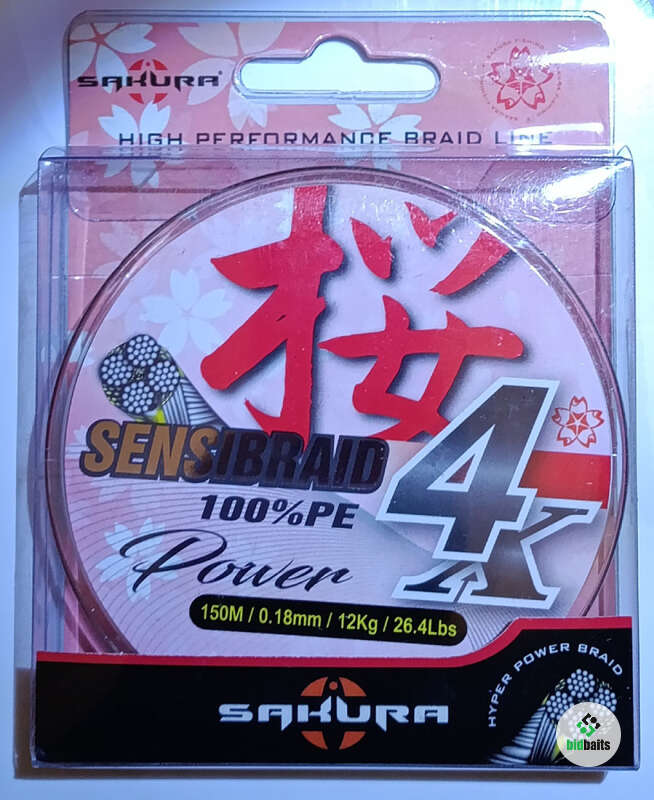 SAKURA
HIGH PERFORMANCE BRAID LINE
桜
SENSIBRAID
4X
100%PE
Power
150M / 0.18mm / 12Kg / 26.4Lbs
HYPER POWER BRAID
SAKURA
bidbaits